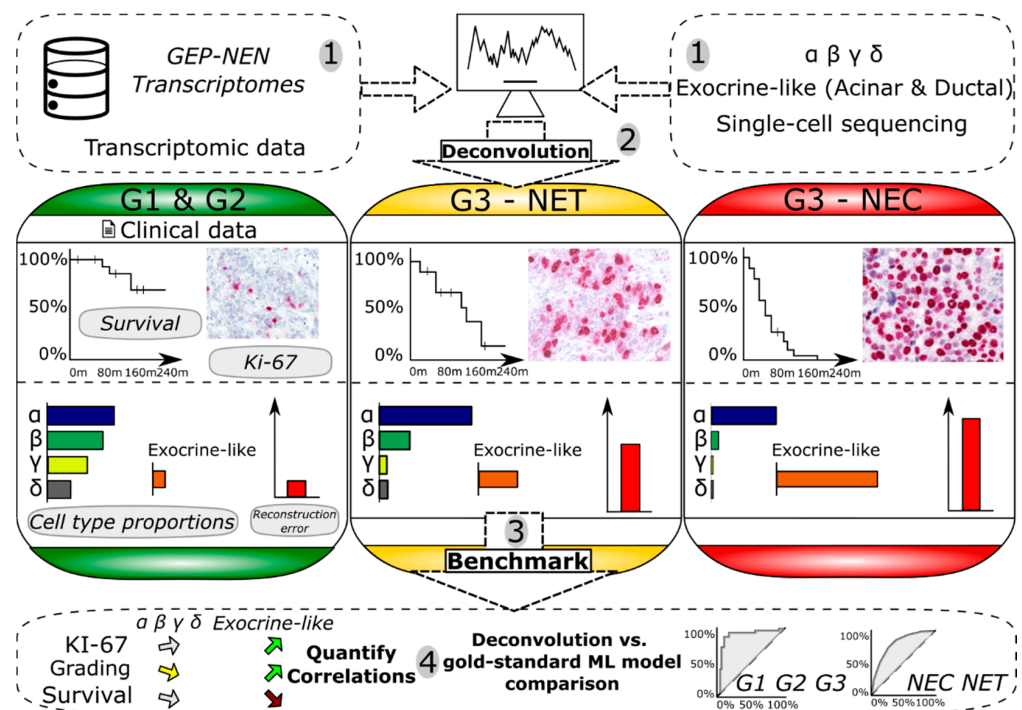 1
GEP-NEN
Transcriptomes
Transcriptomic data
1
α β γ δ
Exocrine-like (Acinar & Ductal)
Single-cell sequencing
Deconvolution
2
G1 & G2
Clinical data
100%
50%
0%
0m 80m 160m 240m
Survival
Ki-67
α
β
γ
δ
Exocrine-like
Cell type proportions
Reconstruction
error
G3 - NET
100%
50%
0%
0m 80m 160m 240m
α
β
γ
δ
Exocrine-like
G3 - NEC
100%
50%
0%
0m 80m 160m 240m
α
β
γ
δ
Exocrine-like
3
Benchmark
α β γ δ Exocrine-like
KI-67
Grading
Survival
Quantify
Correlations
4
Deconvolution vs.
gold-standard ML model
comparison
100%
50%
0%
0% 50% 100%
G1 G2 G3
100%
50%
0%
0% 50% 100%
NEC NET